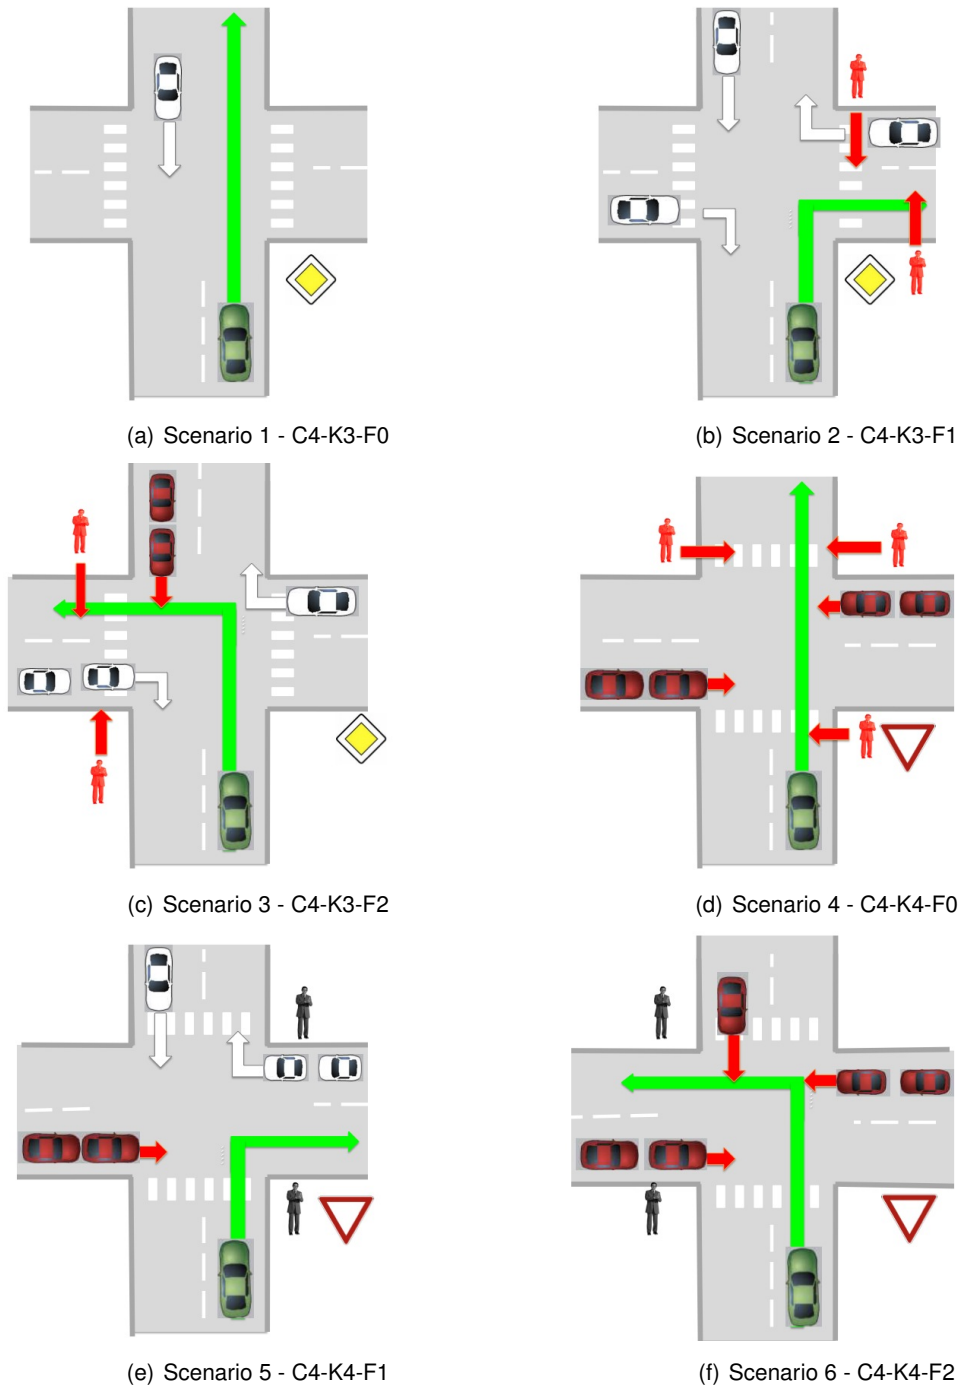 (a) Scenario 1 - C4-K3-F0
(b) Scenario 2 - C4-K3-F1
(c) Scenario 3 - C4-K3-F2
(d) Scenario 4 - C4-K4-F0
(e) Scenario 5 - C4-K4-F1
(f) Scenario 6 - C4-K4-F2